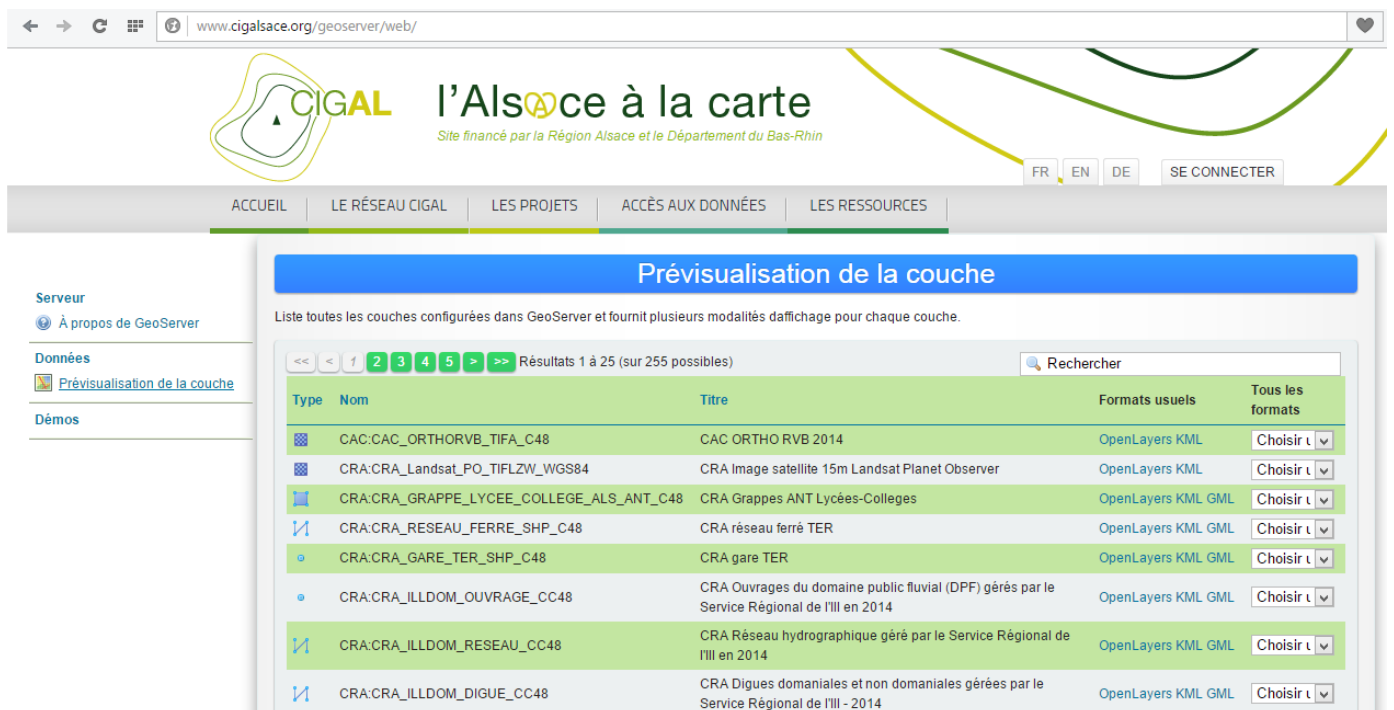 www.cigalsace.org/geoserver/web/
CIGAL
l'Alsace à la carte
Site financé par la Région Alsace et le Département du Bas-Rhin
FR EN DE SE CONNECTER
ACCUEIL LE RÉSEAU CIGAL LES PROJETS ACCÈS AUX DONNÉES LES RESSOURCES
Prévisualisation de la couche
Serveur
À propos de GeoServer
Données
Prévisualisation de la couche
Démos
Liste toutes les couches configurées dans GeoServer et fournit plusieurs modalités daffichage pour chaque couche.
<< < 1 2 3 4 5 > >> Résultats 1 à 25 (sur 255 possibles) Rechercher
Type Nom Titre Formats usuels Tous les
formats
CAC:CAC_ORTHORVB_TIFA_C48 CAC ORTHO RVB 2014 OpenLayers KML Choisir u
CRA:CRA_Landsat_PO_TIFLZW_WGS84 CRA Image satellite 15m Landsat Planet Observer OpenLayers KML Choisir u
CRA:CRA_GRAPPE_LYCEE_COLLEGE_ALS_ANT_C48 CRA Grappes ANT Lycées-Colleges OpenLayers KML GML Choisir u
CRA:CRA_RESEAU_FERRE_SHP_C48 CRA réseau ferré TER OpenLayers KML GML Choisir u
CRA:CRA_GARE_TER_SHP_C48 CRA gare TER OpenLayers KML GML Choisir u
CRA:CRA_ILLDOM_OUVRAGE_CC48 CRA Ouvrages du domaine public fluvial (DPF) gérés par le
Service Régional de l'Ill en 2014 OpenLayers KML GML Choisir u
CRA:CRA_ILLDOM_RESEAU_CC48 CRA Réseau hydrographique géré par le Service Régional de
l'Ill en 2014 OpenLayers KML GML Choisir u
CRA:CRA_ILLDOM_DIGUE_CC48 CRA Digues domaniales et non domaniales gérées par le
Service Régional de l'Ill - 2014 OpenLayers KML GML Choisir u